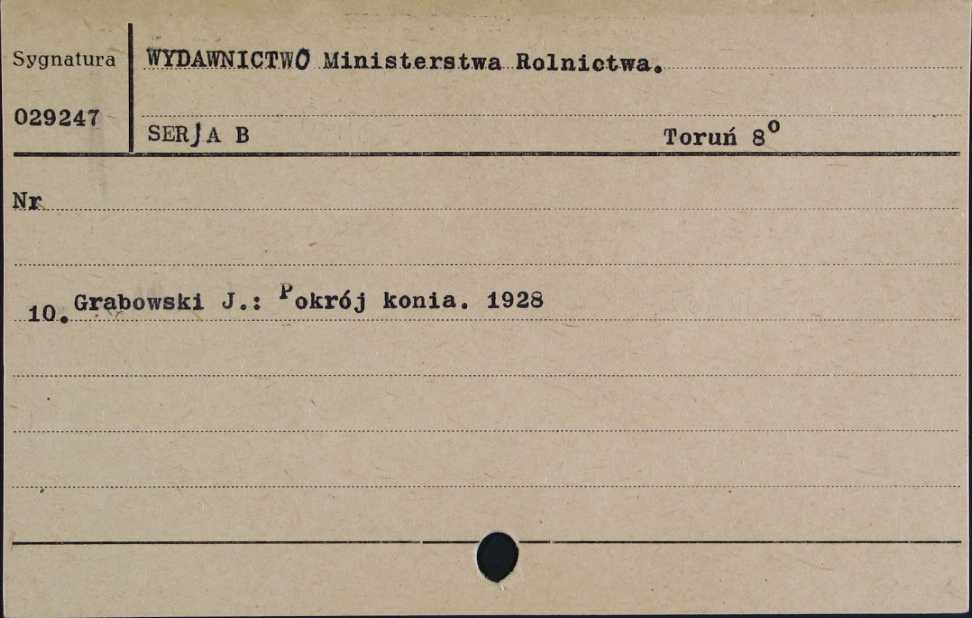 Sygnatura WYDAWNICTWO Ministerstwa Rolnictwa.
029247
SERJA B Toruń 8°
Nr
10. Grabowski J.: Pokrój konia. 1928